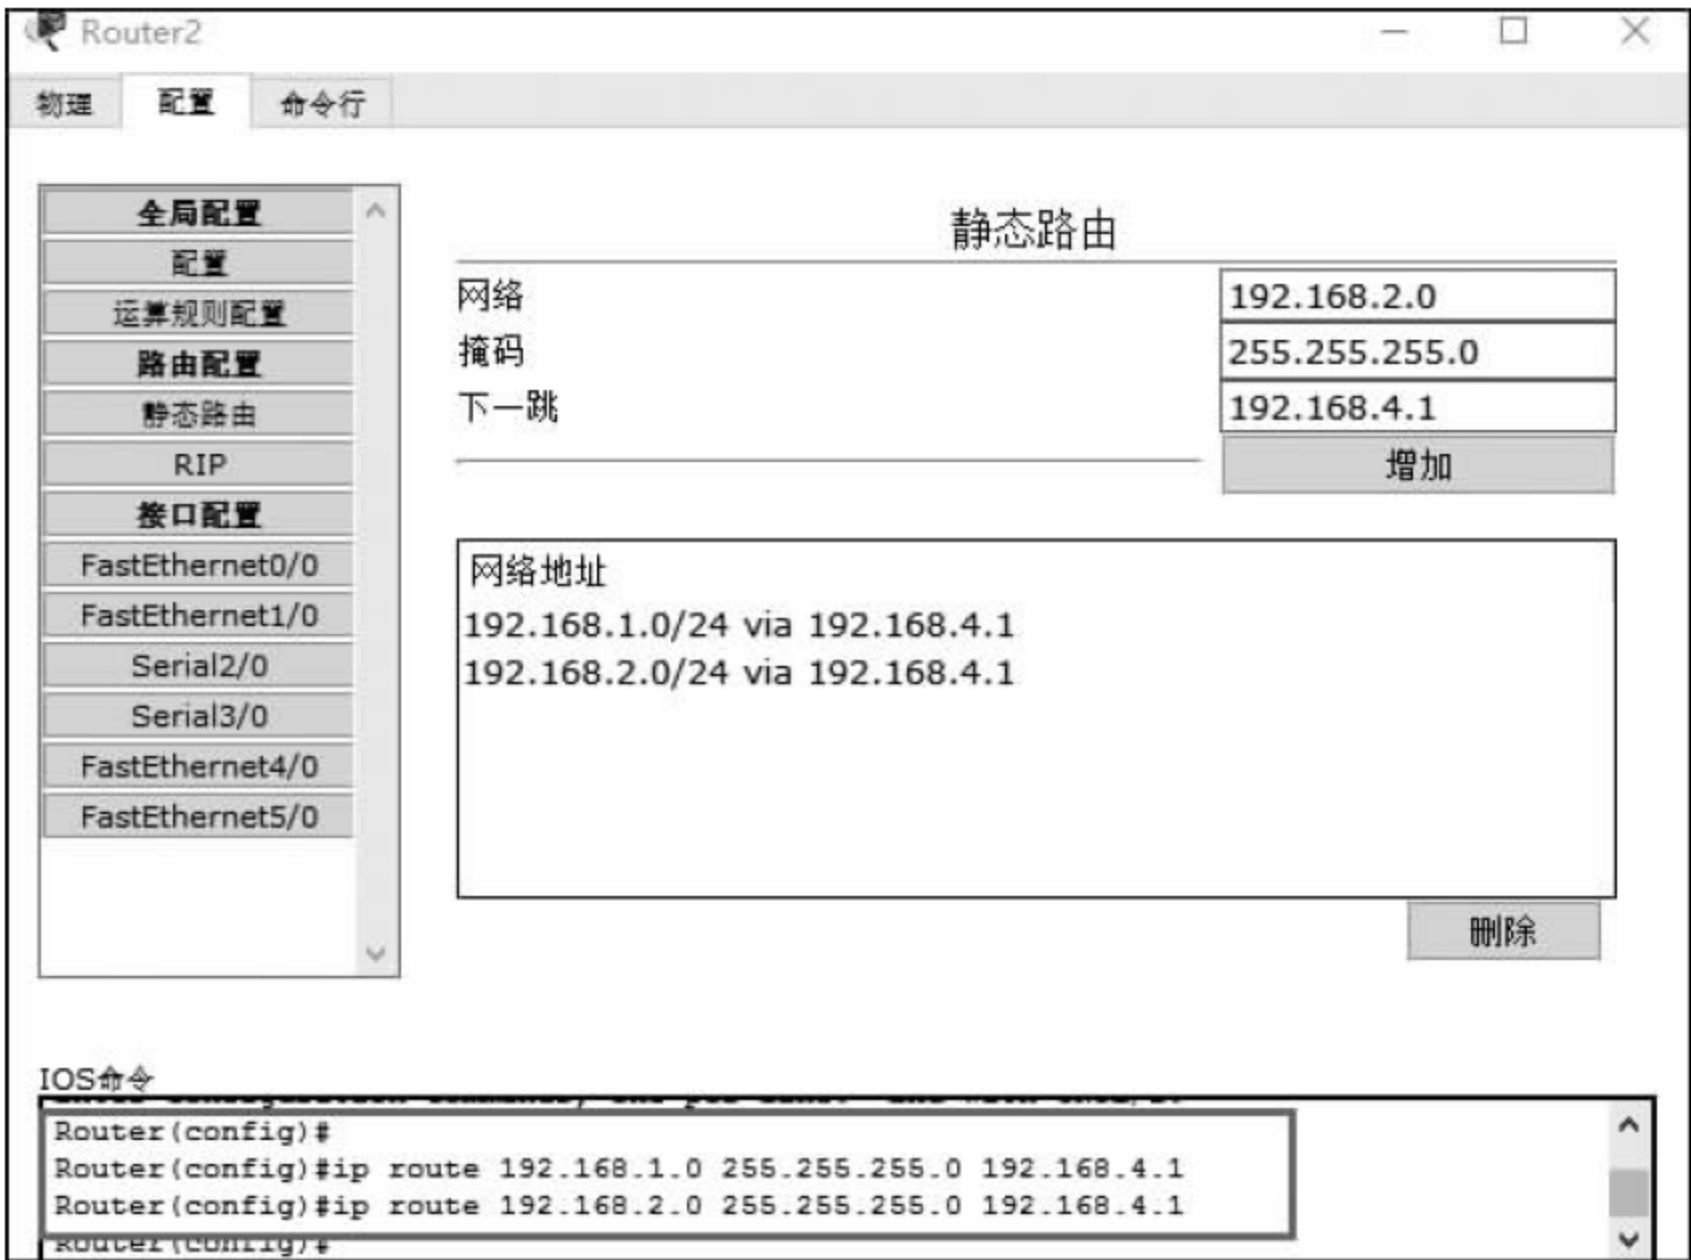 Router2
物理 配置 命令行
全局配置
配置
运算规则配置
路由配置
静态路由
RIP
接口配置
FastEthernet0/0
FastEthernet1/0
Serial2/0
Serial3/0
FastEthernet4/0
FastEthernet5/0
静态路由
网络 192.168.2.0
掩码 255.255.255.0
下一跳 192.168.4.1
增加
网络地址
192.168.1.0/24 via 192.168.4.1
192.168.2.0/24 via 192.168.4.1
删除
IOS命令
Router(config)#
Router(config)#ip route 192.168.1.0 255.255.255.0 192.168.4.1
Router(config)#ip route 192.168.2.0 255.255.255.0 192.168.4.1
Router(config)#